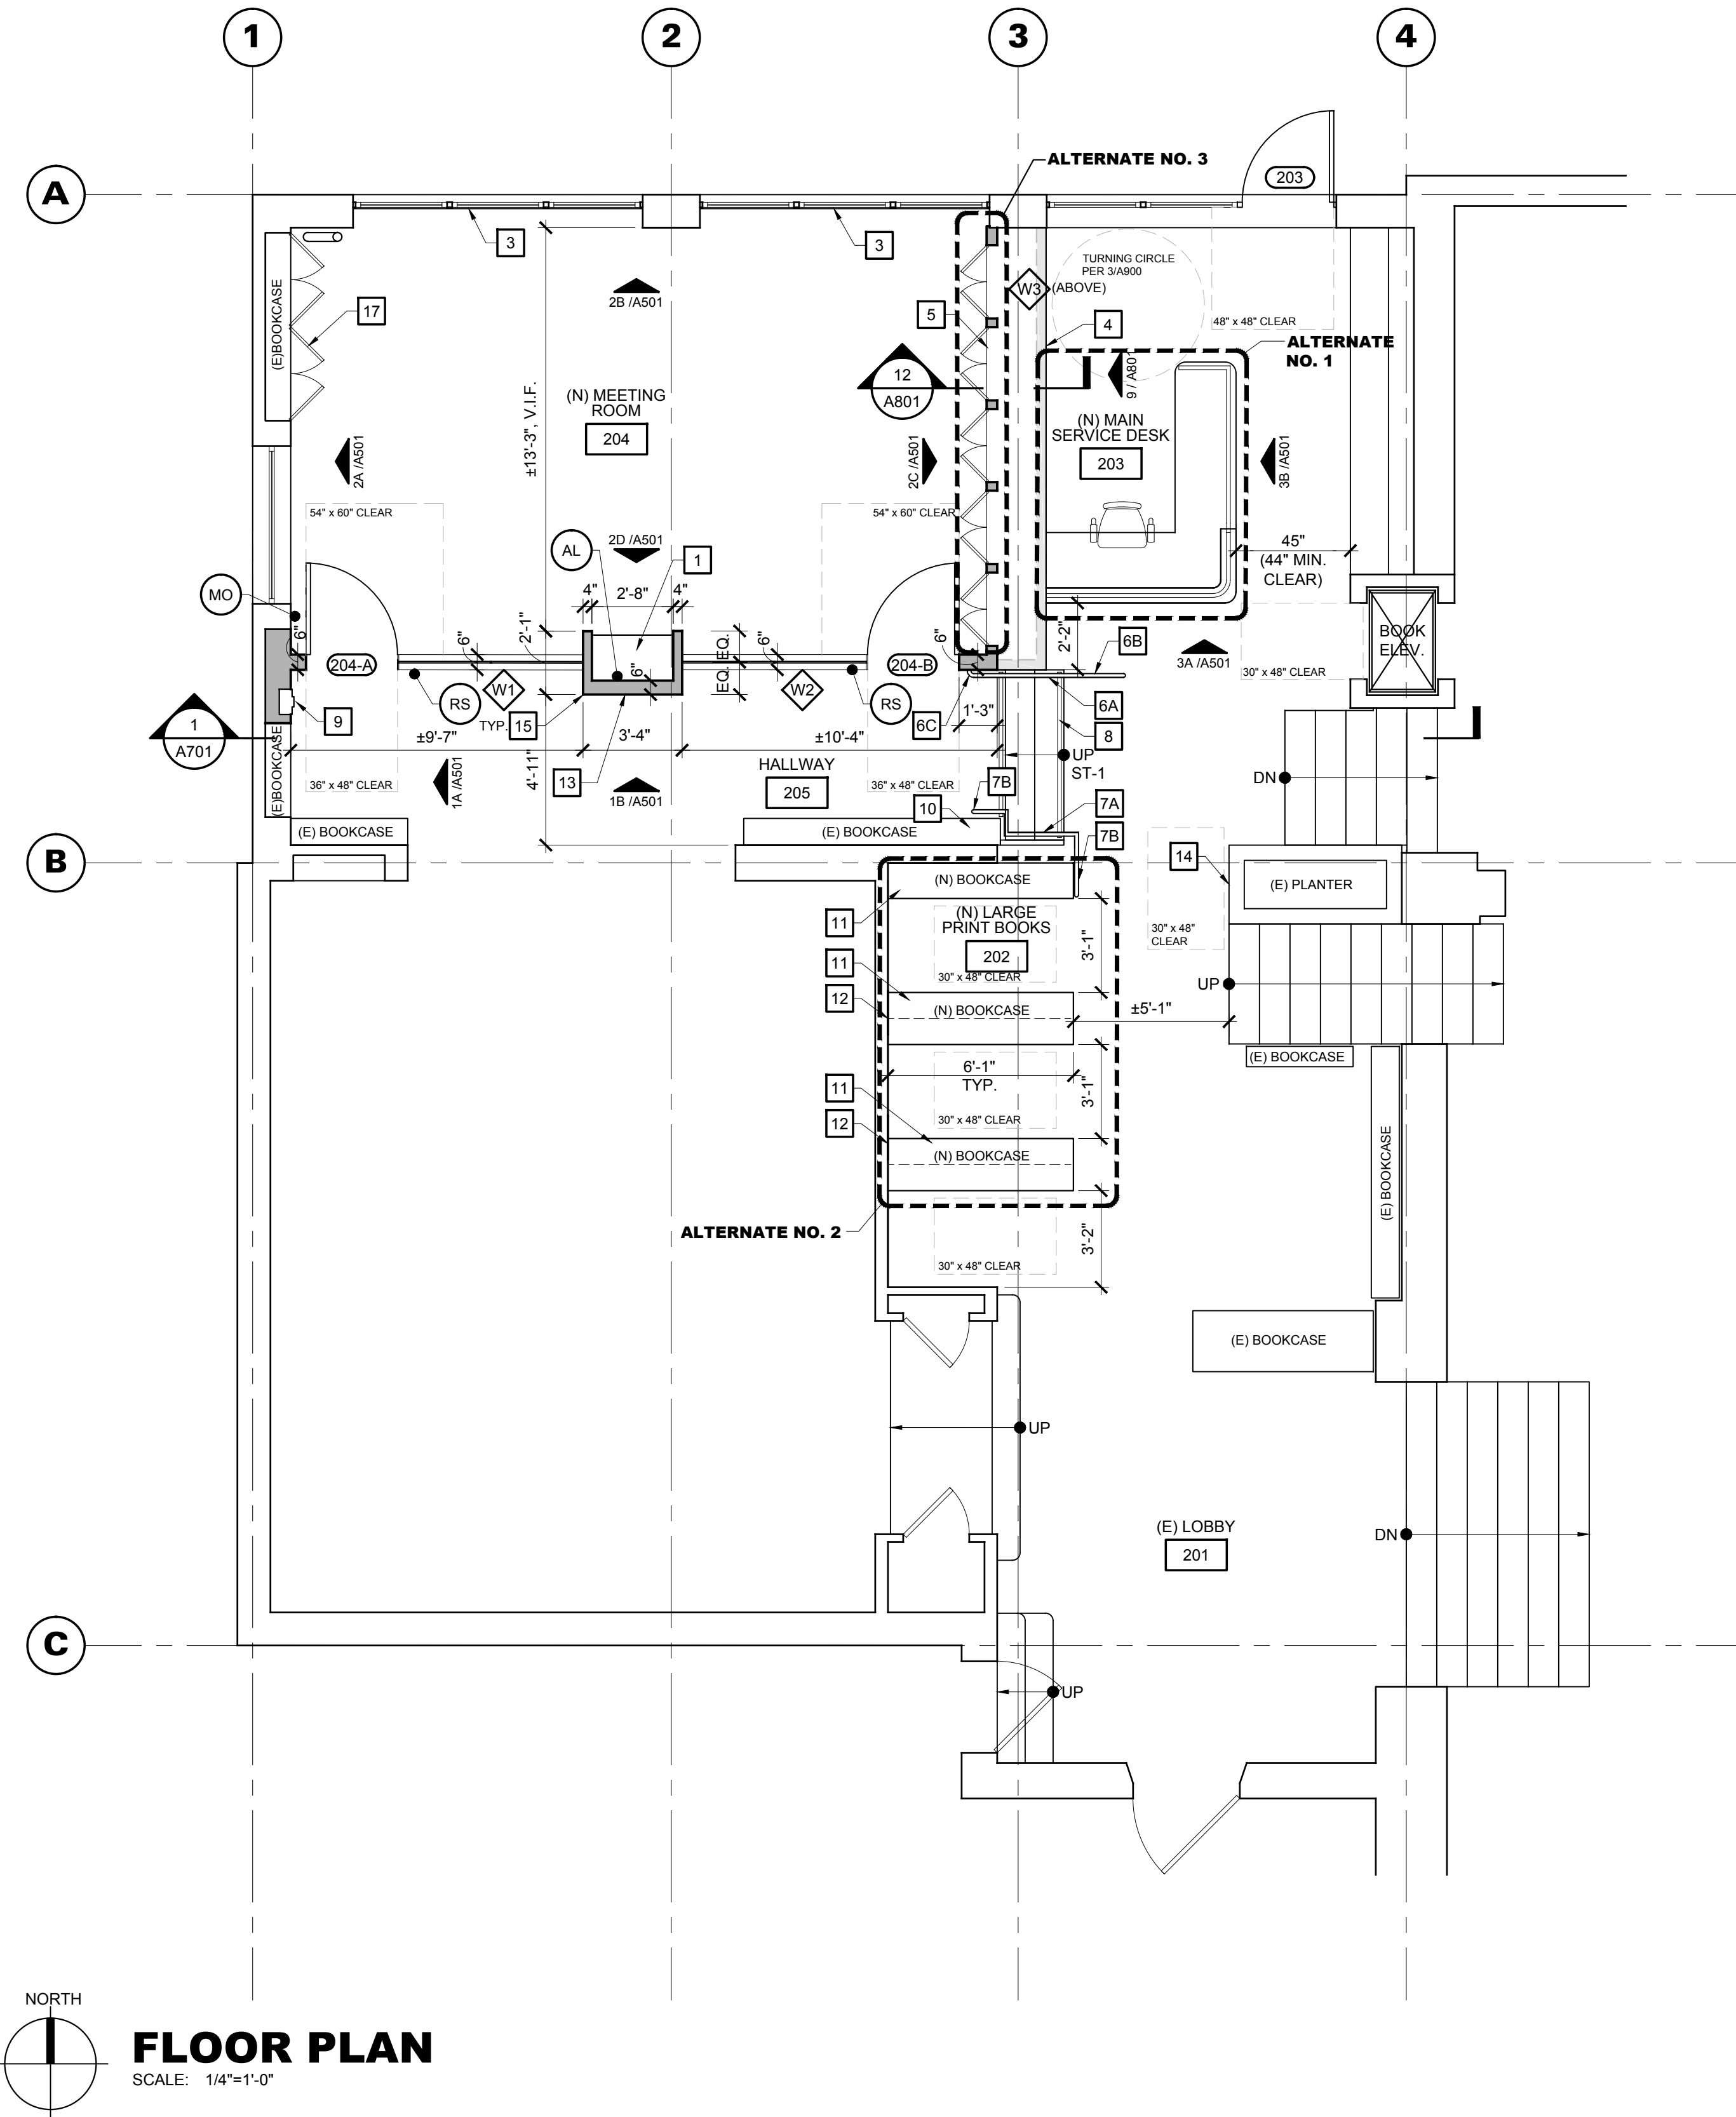 1
2
3
4
A
ALTERNATE NO. 3
203
3
3
(E)BOOKCASE
17
2B /A501
5
W3
(ABOVE)
TURNING CIRCLE
PER 3/A900
4
48" x 48" CLEAR
ALTERNATE
NO. 1
12
A801
9 / A801
±13'-3", V.I.F.
(N) MEETING
ROOM
204
(N) MAIN
SERVICE DESK
203
2A /A501
2C /A501
3B /A501
54" x 60" CLEAR
54" x 60" CLEAR
45"
(44" MIN.
CLEAR)
AL
2D /A501
1
MO
4"
2'-8"
4"
6"
2'-1"
6"
6"
EQ.
EQ.
6"
6"
2'-2"
6B
BOOK
ELEV.
3A /A501
30" x 48" CLEAR
204-A
204-B
RS
W1
W2
RS
6A
6C
1'-3"
8
9
TYP.
15
1
A701
±9'-7"
3'-4"
±10'-4"
UP
ST-1
(E)BOOKCASE
36" x 48" CLEAR
1A /A501
4'-11"
13
1B /A501
HALLWAY
205
36" x 48" CLEAR
7B
DN
10
7A
7B
(E) BOOKCASE
(E) BOOKCASE
B
14
(N) BOOKCASE
(E) PLANTER
11
(N) LARGE
PRINT BOOKS
202
30" x 48" CLEAR
3'-1"
30" x 48"
CLEAR
11
12
(N) BOOKCASE
UP
±5'-1"
(E) BOOKCASE
6'-1"
TYP.
3'-1"
11
30" x 48" CLEAR
12
(N) BOOKCASE
(E) BOOKCASE
ALTERNATE NO. 2
3'-2"
30" x 48" CLEAR
(E) BOOKCASE
UP
(E) LOBBY
201
DN
C
UP
NORTH
FLOOR PLAN
SCALE: 1/4"=1'-0"